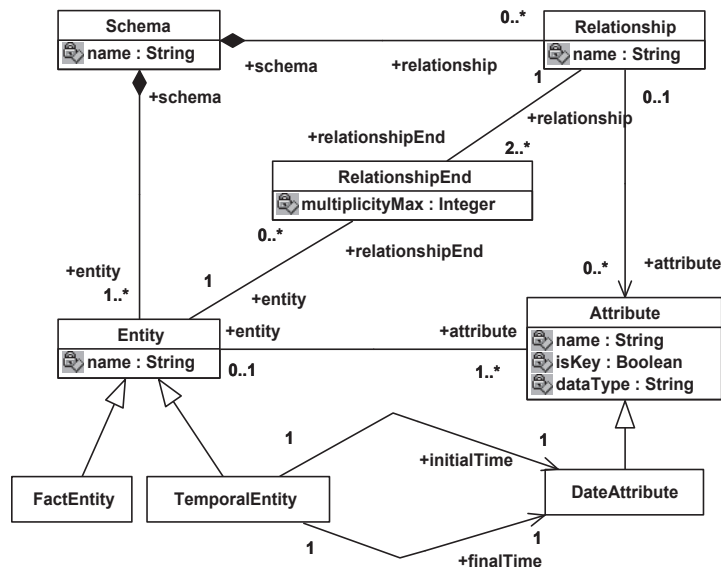 Schema
name : String
0..*
Relationship
name : String
+schema
+relationship
1
+schema
+relationship
0..1
+relationshipEnd
2..*
RelationshipEnd
multiplicityMax : Integer
0..*
+relationshipEnd
+entity
1..*
1
+entity
0..*
+attribute
Entity
name : String
+entity
0..1
+attribute
1..*
Attribute
name : String
isKey : Boolean
dataType : String
1
1
+initialTime
FactEntity
TemporalEntity
DateAttribute
1
1
+finalTime